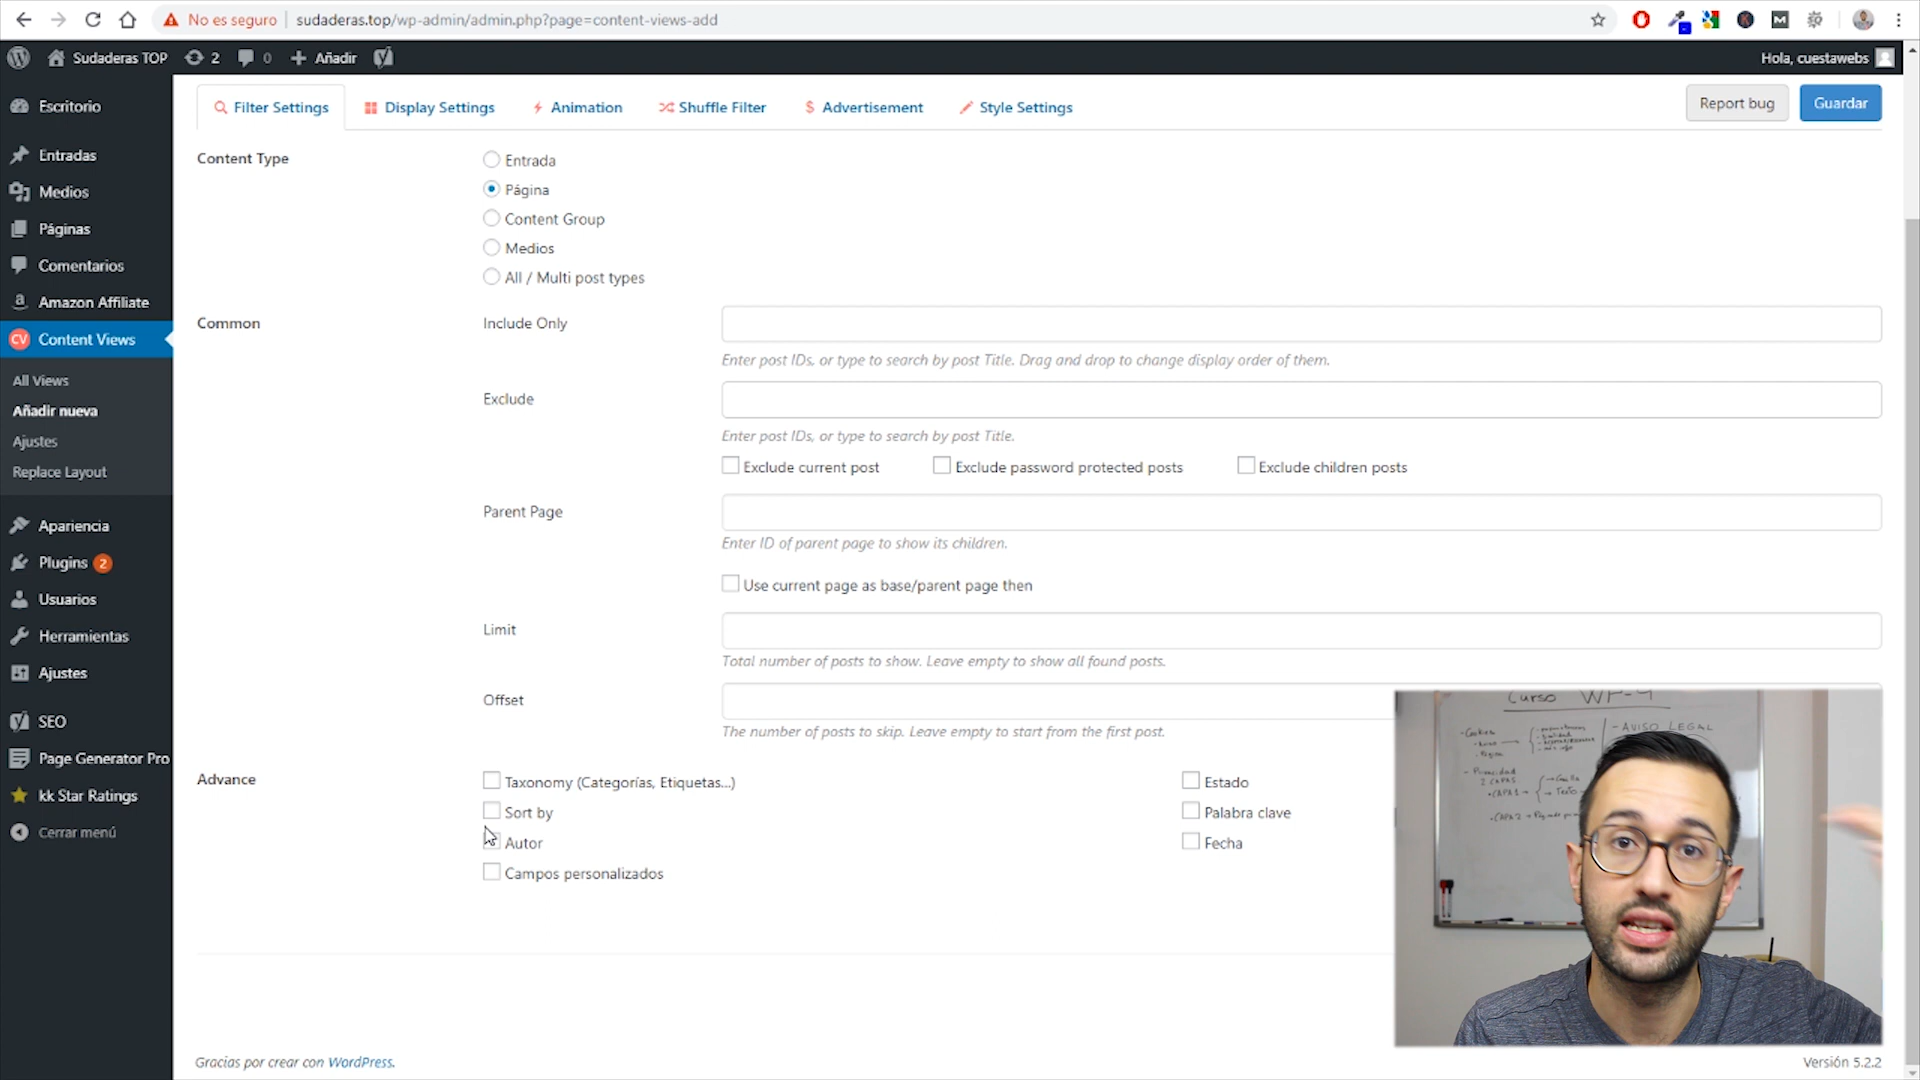 No es seguro
sudaderas.top/wp-admin/admin.php?page=content-views-add
Sudaderas TOP
2
0
Añadir
Hola, cuestawebs
Escritorio
Entradas
Medios
Páginas
Comentarios
Amazon Affiliate
CV Content Views
All Views
Añadir nueva
Ajustes
Replace Layout
Apariencia
Plugins 2
Usuarios
Herramientas
Ajustes
SEO
Page Generator Pro
kk Star Ratings
Cerrar menú
Filter Settings
Display Settings
Animation
Shuffle Filter
$ Advertisement
Style Settings
Report bug
Guardar
Content Type
Entrada
Página
Content Group
Medios
All / Multi post types
Common
Include Only
Enter post IDs, or type to search by post Title. Drag and drop to change display order of them.
Exclude
Enter post IDs, or type to search by post Title.
Exclude current post
Exclude password protected posts
Exclude children posts
Parent Page
Enter ID of parent page to show its children.
Use current page as base/parent page then
Limit
Total number of posts to show. Leave empty to show all found posts.
Offset
The number of posts to skip. Leave empty to start from the first post.
Advance
Taxonomy (Categorías, Etiquetas...)
Estado
Sort by
Palabra clave
Autor
Fecha
Campos personalizados
Curso WP-4
- Cookies
- AVISO LEGAL
- Privacidad
2 CAPAS
Gracias por crear con WordPress.
Versión 5.2.2